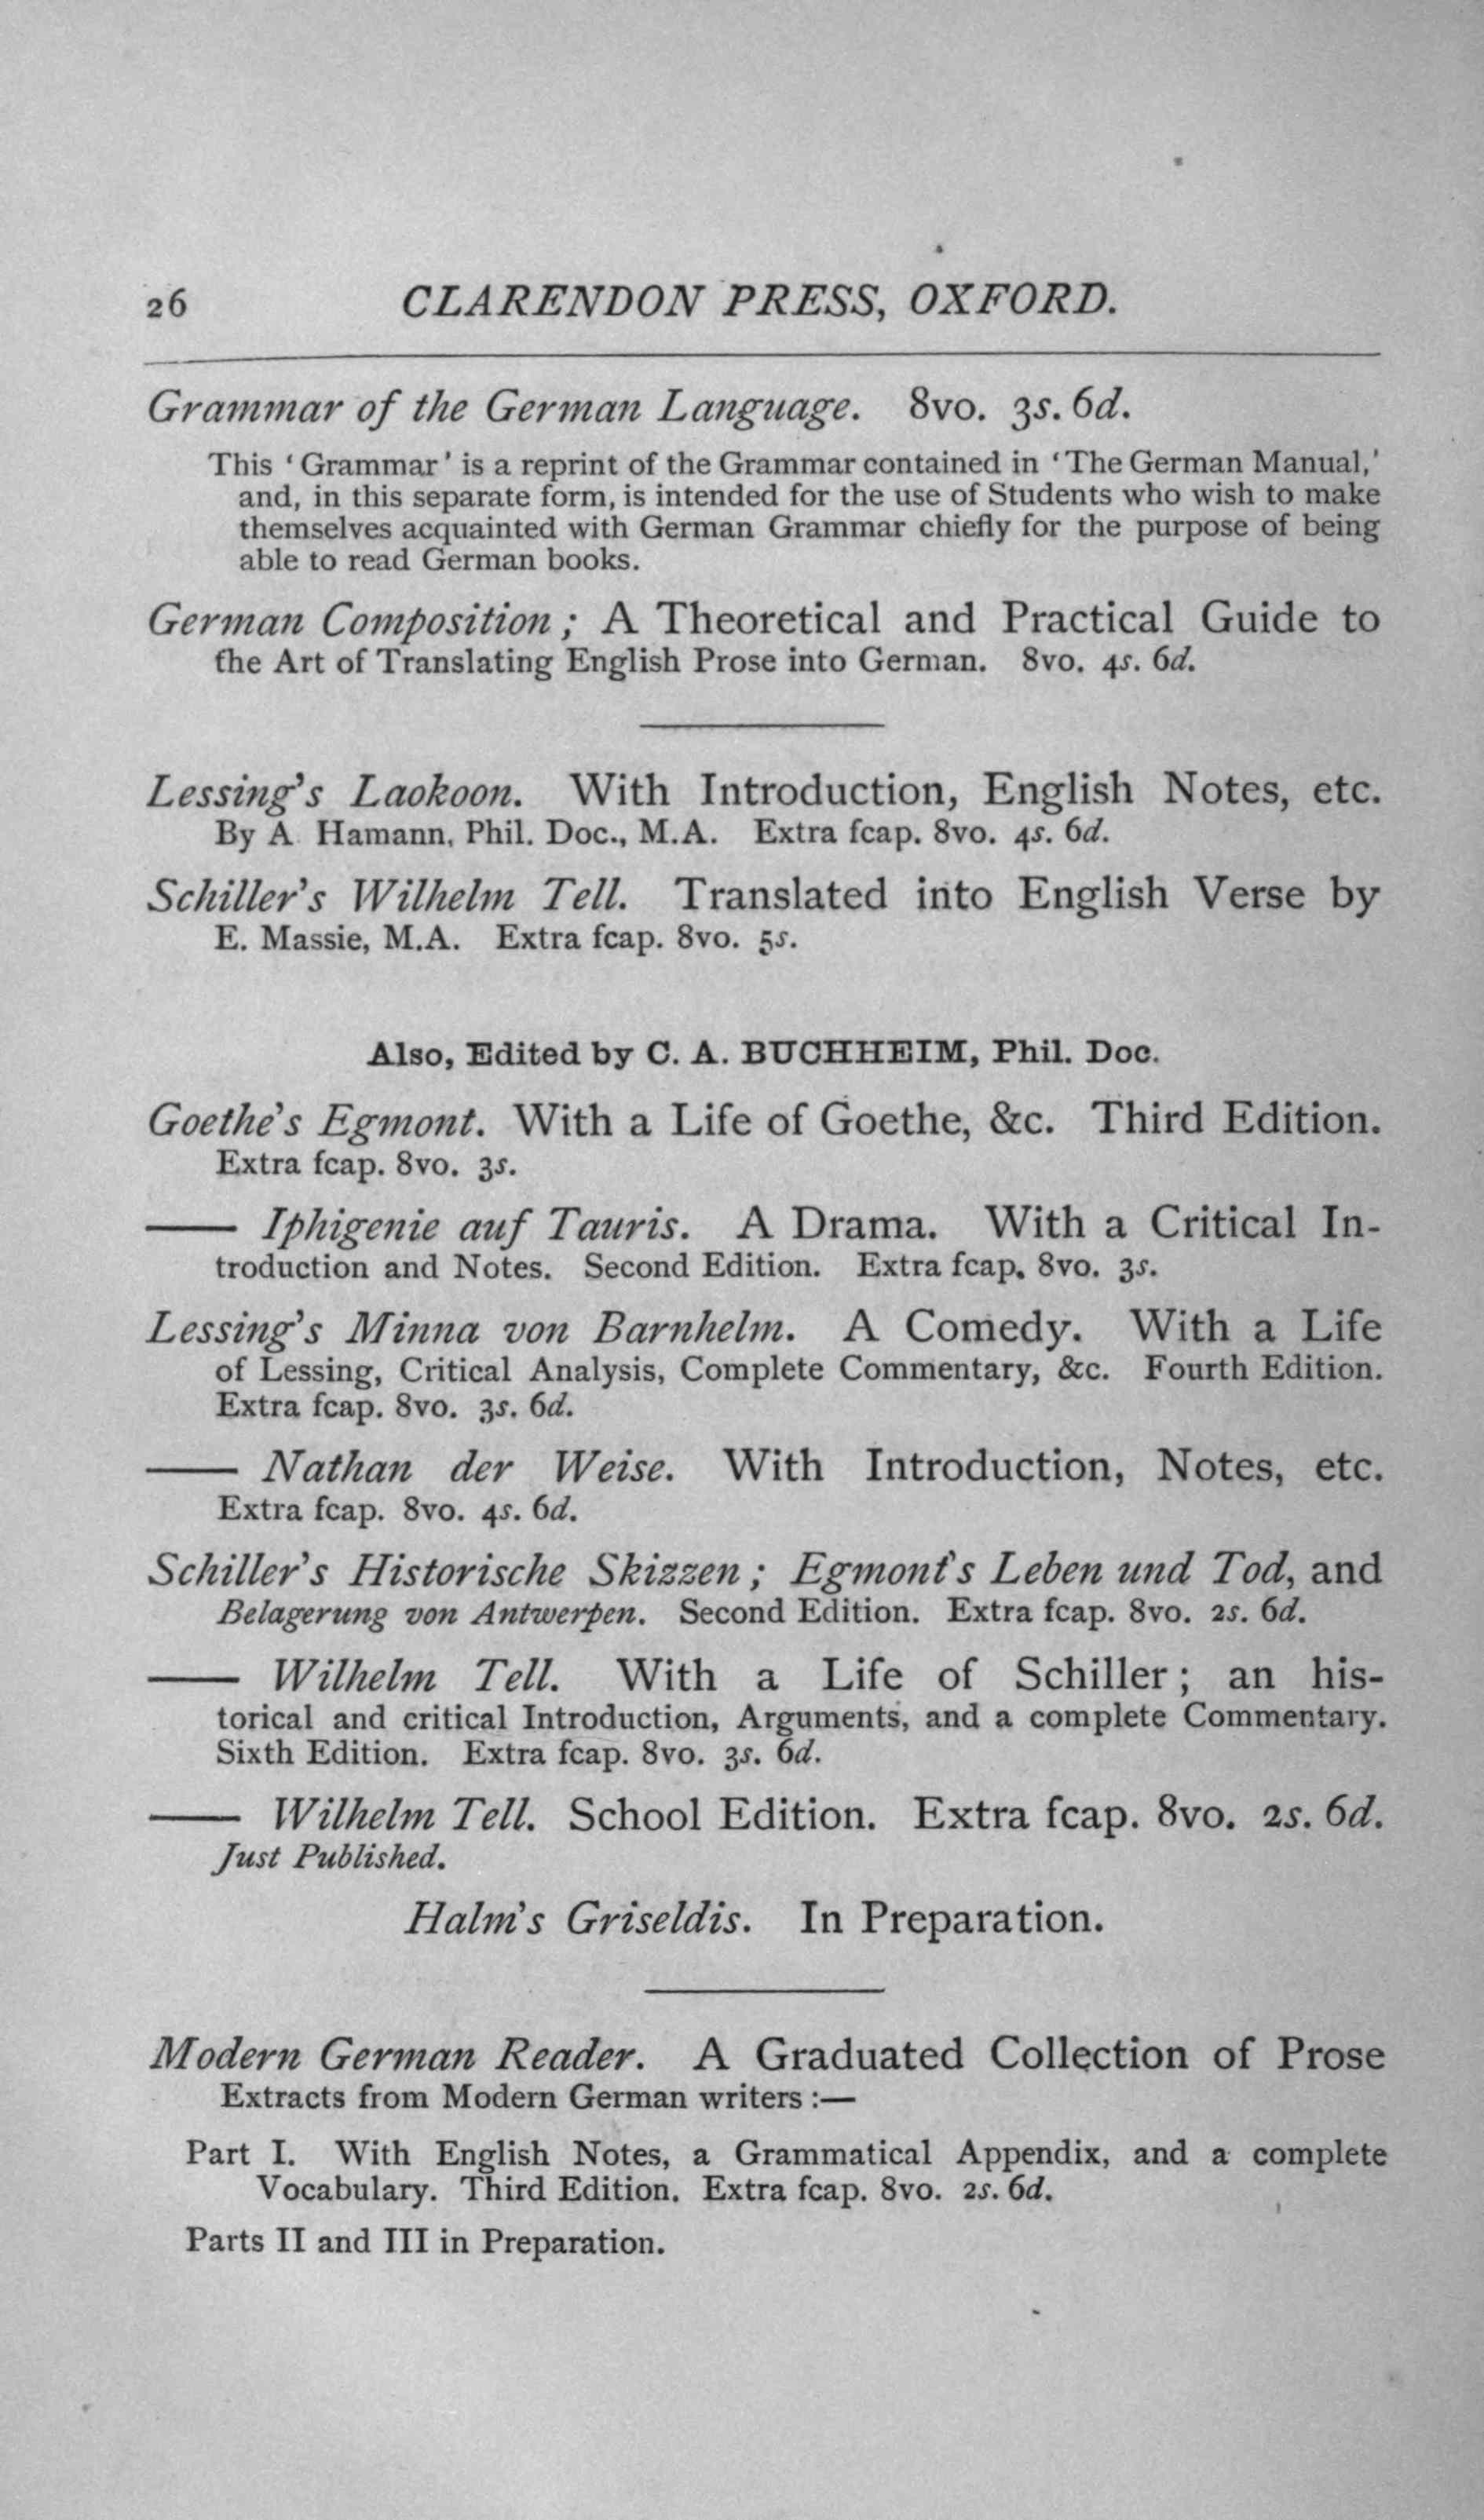 26 CLARENDON PRESS, OXFORD.
Grammar of the German Language. 8vo. 3s. 6d.
This ‘Grammar’ is a reprint of the Grammar contained in ‘The German Manual,’
and, in this separate form, is intended for the use of Students who wish to make
themselves acquainted with German Grammar chiefly for the purpose of being
able to read German books.
German Composition; A Theoretical and Practical Guide to
the Art of Translating English Prose into German. 8vo. 4s. 6d.
Lessing's Laokoon. With Introduction, English Notes, etc.
By A. Hamann, Phil. Doc., M.A. Extra fcap. 8vo. 4s. 6d.
Schiller's Wilhelm Tell. Translated into English Verse by
E. Massie, M.A. Extra fcap. 8vo. 5s.
Also, Edited by C. A. BUCHHEIM, Phil. Doc.
Goethe's Egmont. With a Life of Goethe, &c. Third Edition.
Extra fcap. 8vo. 3s.
—— Iphigenie auf Tauris. A Drama. With a Critical In-
troduction and Notes. Second Edition. Extra fcap. 8vo. 3s.
Lessing's Minna von Barnhelm. A Comedy. With a Life
of Lessing, Critical Analysis, Complete Commentary, &c. Fourth Edition.
Extra fcap. 8vo. 3s. 6d.
—— Nathan der Weise. With Introduction, Notes, etc.
Extra fcap. 8vo. 4s. 6d.
Schiller's Historische Skizzen; Egmont's Leben und Tod, and
Belagerung von Antwerpen. Second Edition. Extra fcap. 8vo. 2s. 6d.
—— Wilhelm Tell. With a Life of Schiller; an his-
torical and critical Introduction, Arguments, and a complete Commentary.
Sixth Edition. Extra fcap. 8vo. 3s. 6d.
—— Wilhelm Tell. School Edition. Extra fcap. 8vo. 2s. 6d.
Just Published.
Halm's Griseldis. In Preparation.
Modern German Reader. A Graduated Collection of Prose
Extracts from Modern German writers:—
Part I. With English Notes, a Grammatical Appendix, and a complete
Vocabulary. Third Edition. Extra fcap. 8vo. 2s. 6d.
Parts II and III in Preparation.